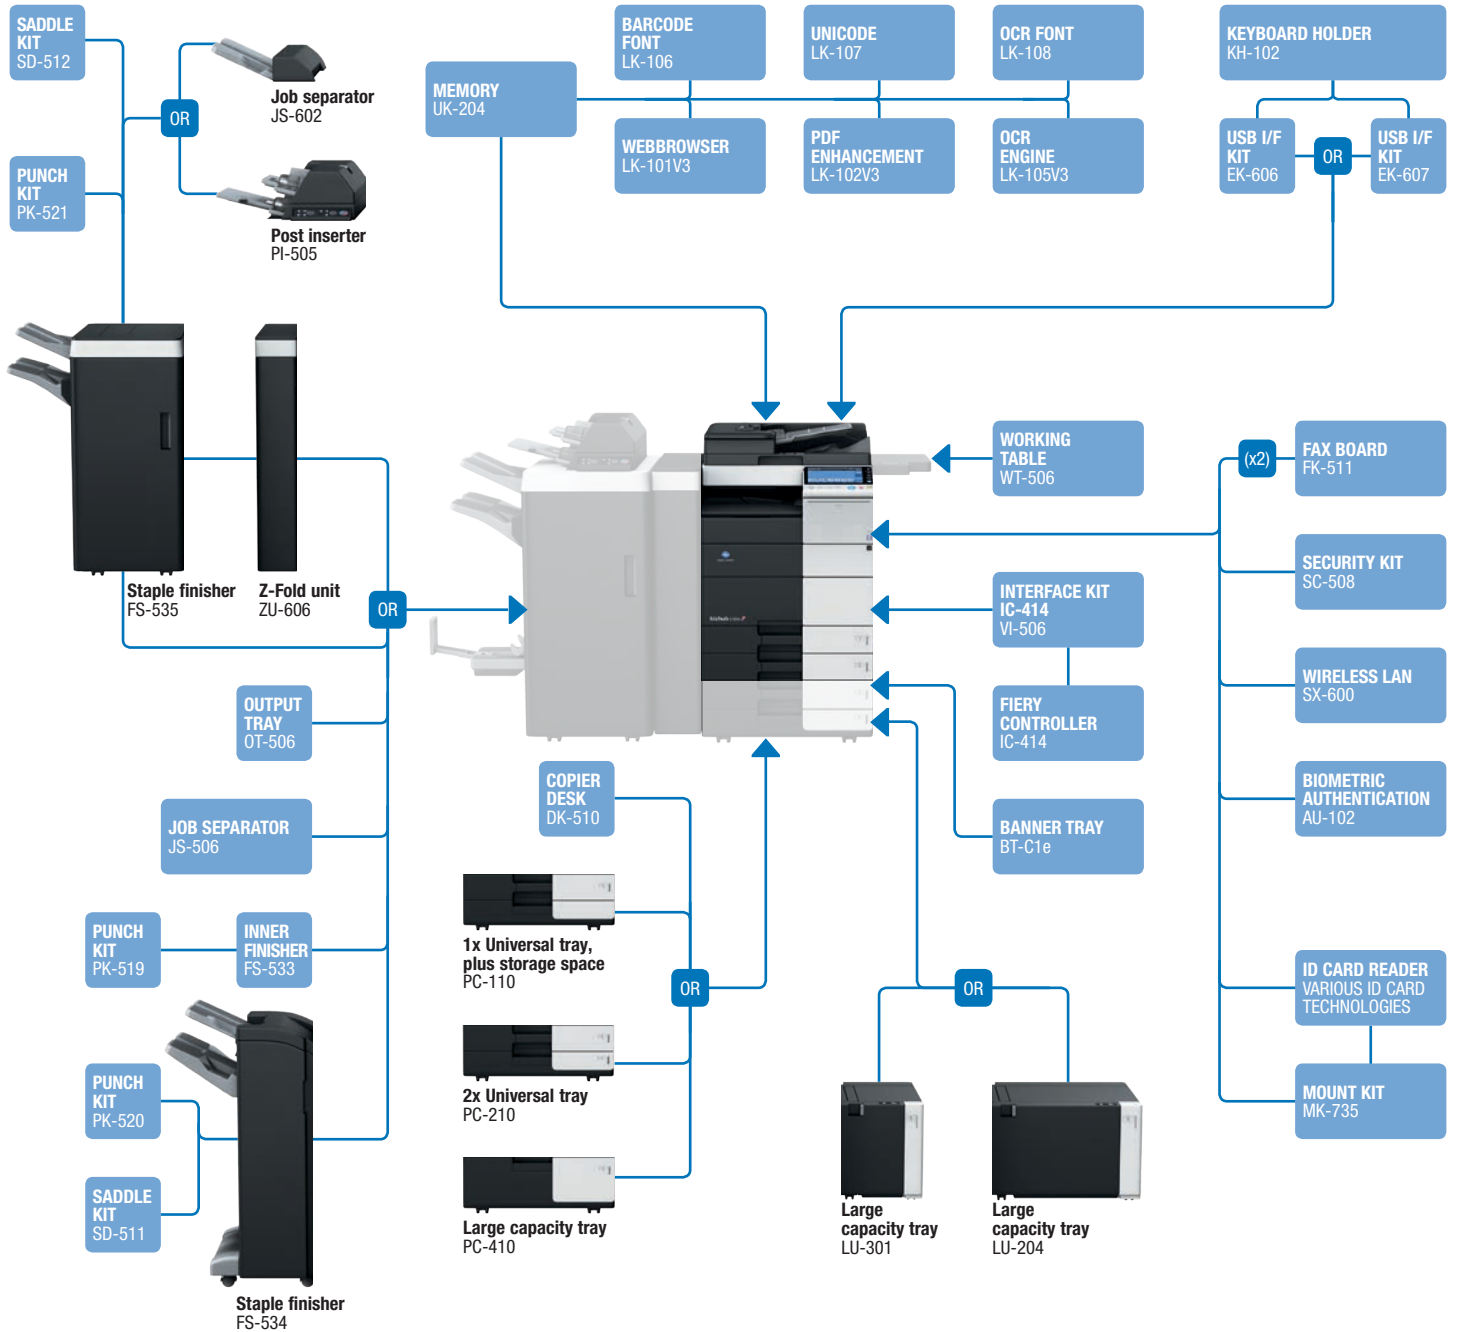 SADDLE
KIT
SD-512
Job separator
JS-602
OR
PUNCH
KIT
PK-521
Post inserter
PI-505
MEMORY
UK-204
BARCODE
FONT
LK-106
UNICODE
LK-107
OCR FONT
LK-108
WEBBROWSER
LK-101V3
PDF
ENHANCEMENT
LK-102V3
OCR
ENGINE
LK-105V3
KEYBOARD HOLDER
KH-102
USB I/F
KIT
EK-606
OR
USB I/F
KIT
EK-607
Staple finisher
FS-535
Z-Fold unit
ZU-606
OR
OUTPUT
TRAY
OT-506
JOB SEPARATOR
JS-506
PUNCH
KIT
PK-519
INNER
FINISHER
FS-533
PUNCH
KIT
PK-520
SADDLE
KIT
SD-511
Staple finisher
FS-534
bizhub
COPIER
DESK
DK-510
1x Universal tray,
plus storage space
PC-110
OR
2x Universal tray
PC-210
Large capacity tray
PC-410
WORKING
TABLE
WT-506
INTERFACE KIT
IC-414
VI-506
FIERY
CONTROLLER
IC-414
BANNER TRAY
BT-C1e
OR
Large
capacity tray
LU-301
Large
capacity tray
LU-204
(x2)
FAX BOARD
FK-511
SECURITY KIT
SC-508
WIRELESS LAN
SX-600
BIOMETRIC
AUTHENTICATION
AU-102
ID CARD READER
VARIOUS ID CARD
TECHNOLOGIES
MOUNT KIT
MK-735